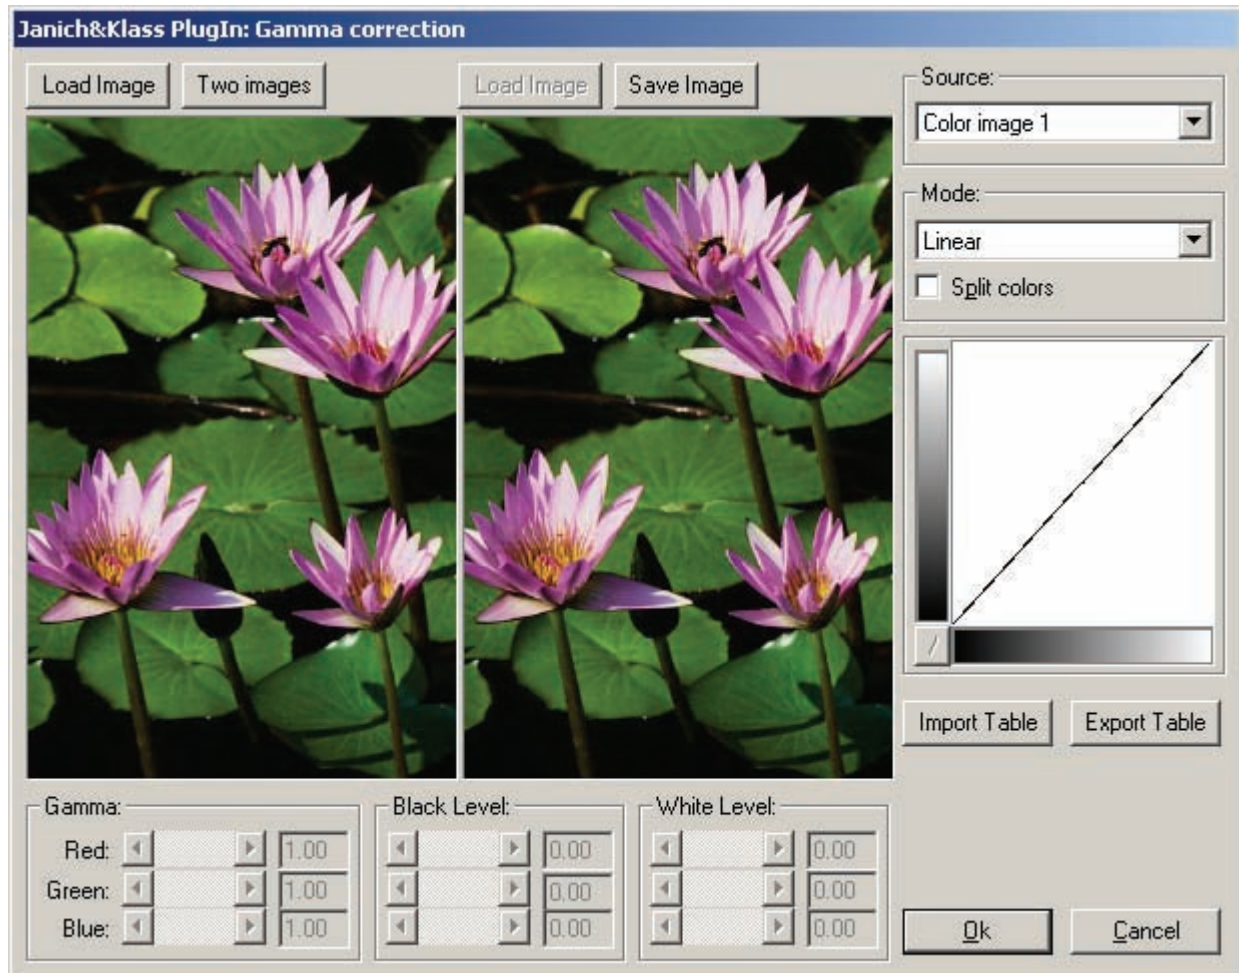 Janich&Klass PlugIn: Gamma correction
Load Image Two images Load Image Save Image
Source:
Color image 1
Mode:
Linear
Split colors
Import Table Export Table
Gamma: Black Level: White Level:
Red: 1.00 0.00 0.00
Green: 1.00 0.00 0.00
Blue: 1.00 0.00 0.00
Ok Cancel